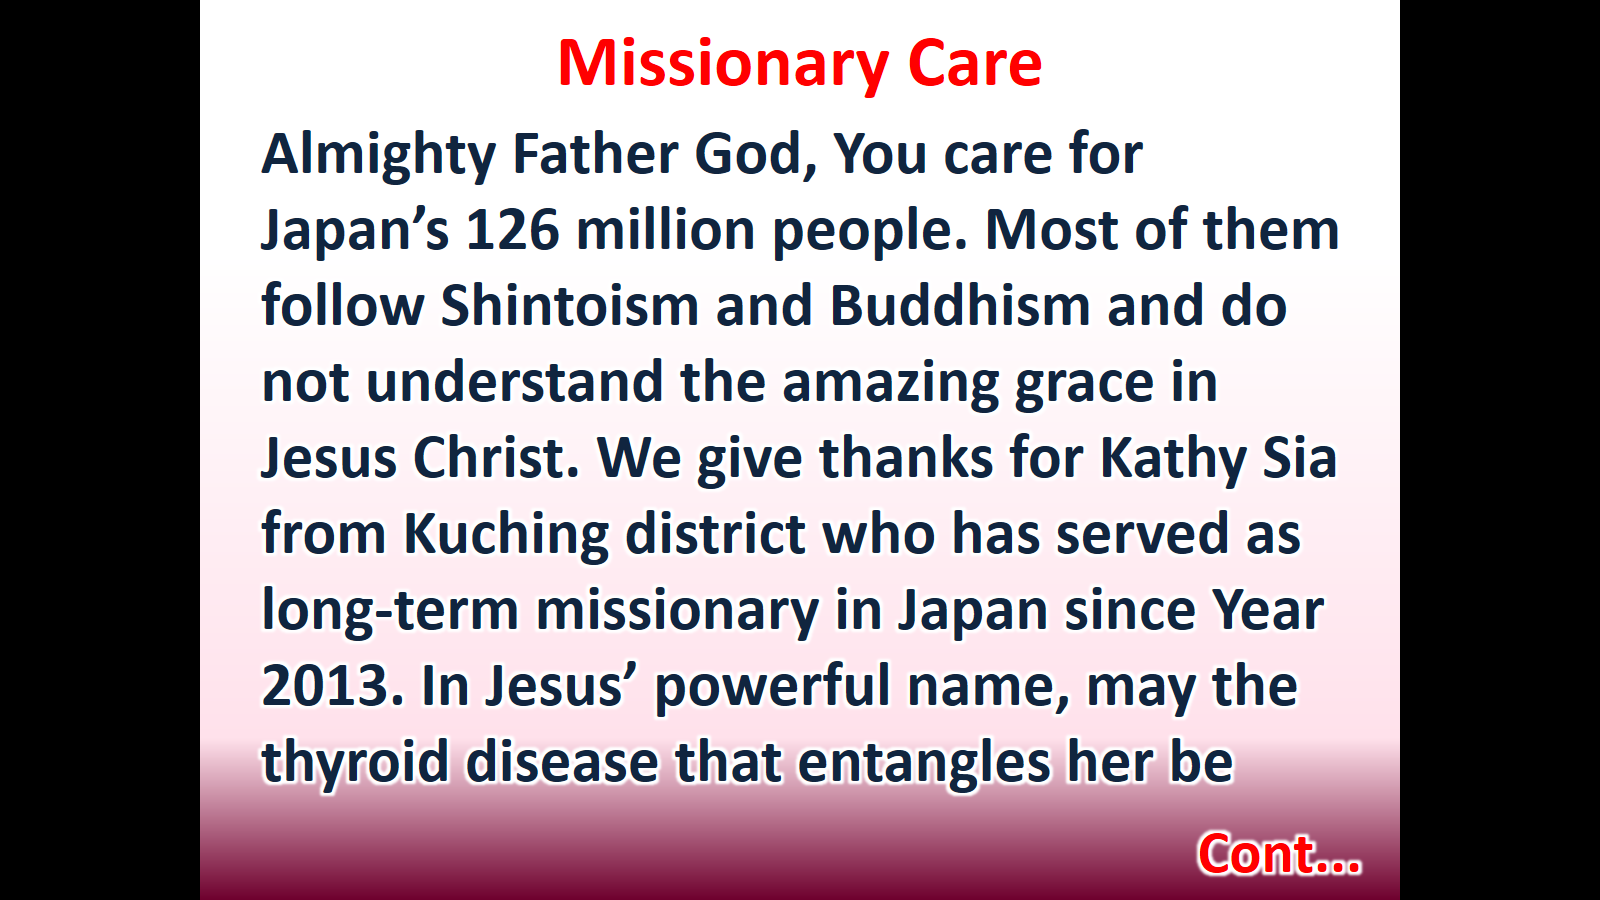 Missionary Care
Almighty Father God, You care for
Japan’s 126 million people. Most of them
follow Shintoism and Buddhism and do
not understand the amazing grace in
Jesus Christ. We give thanks for Kathy Sia
from Kuching district who has served as
long-term missionary in Japan since Year
2013. In Jesus’ powerful name, may the
thyroid disease that entangles her be
Cont...